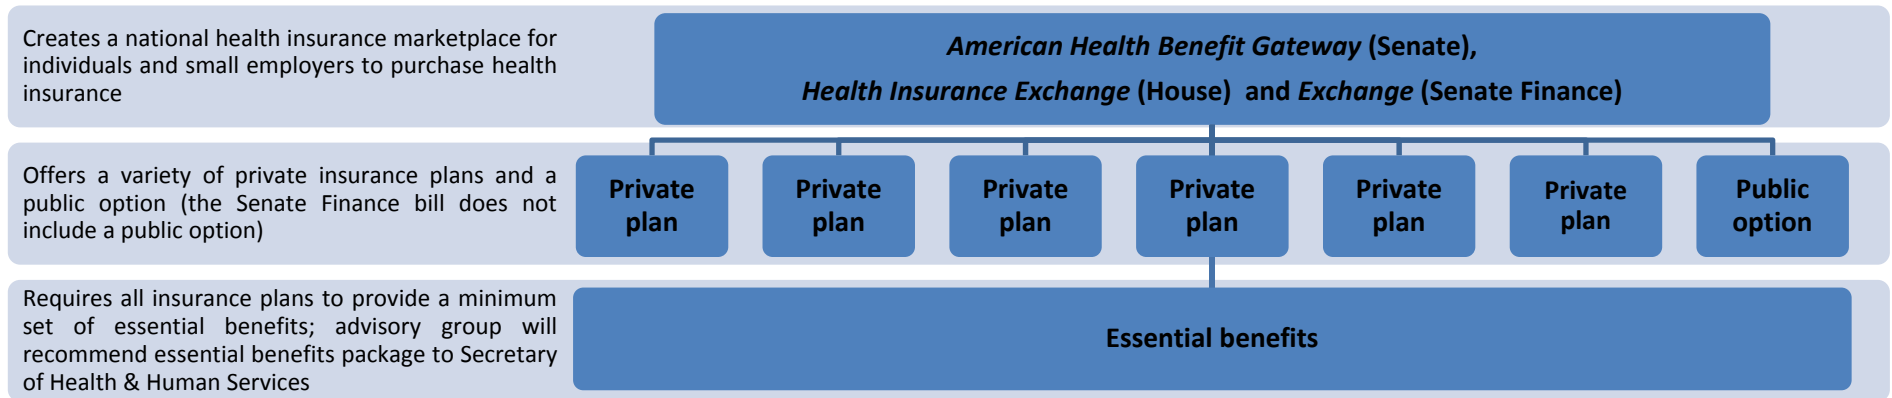 Creates a national health insurance marketplace for
individuals and small employers to purchase health
insurance
American Health Benefit Gateway (Senate),
Health Insurance Exchange (House) and Exchange (Senate Finance)
Offers a variety of private insurance plans and a
public option (the Senate Finance bill does not
include a public option)
Private
plan
Private
plan
Private
plan
Private
plan
Private
plan
Private
plan
Public
option
Requires all insurance plans to provide a minimum
set of essential benefits; advisory group will
recommend essential benefits package to Secretary
of Health & Human Services
Essential benefits